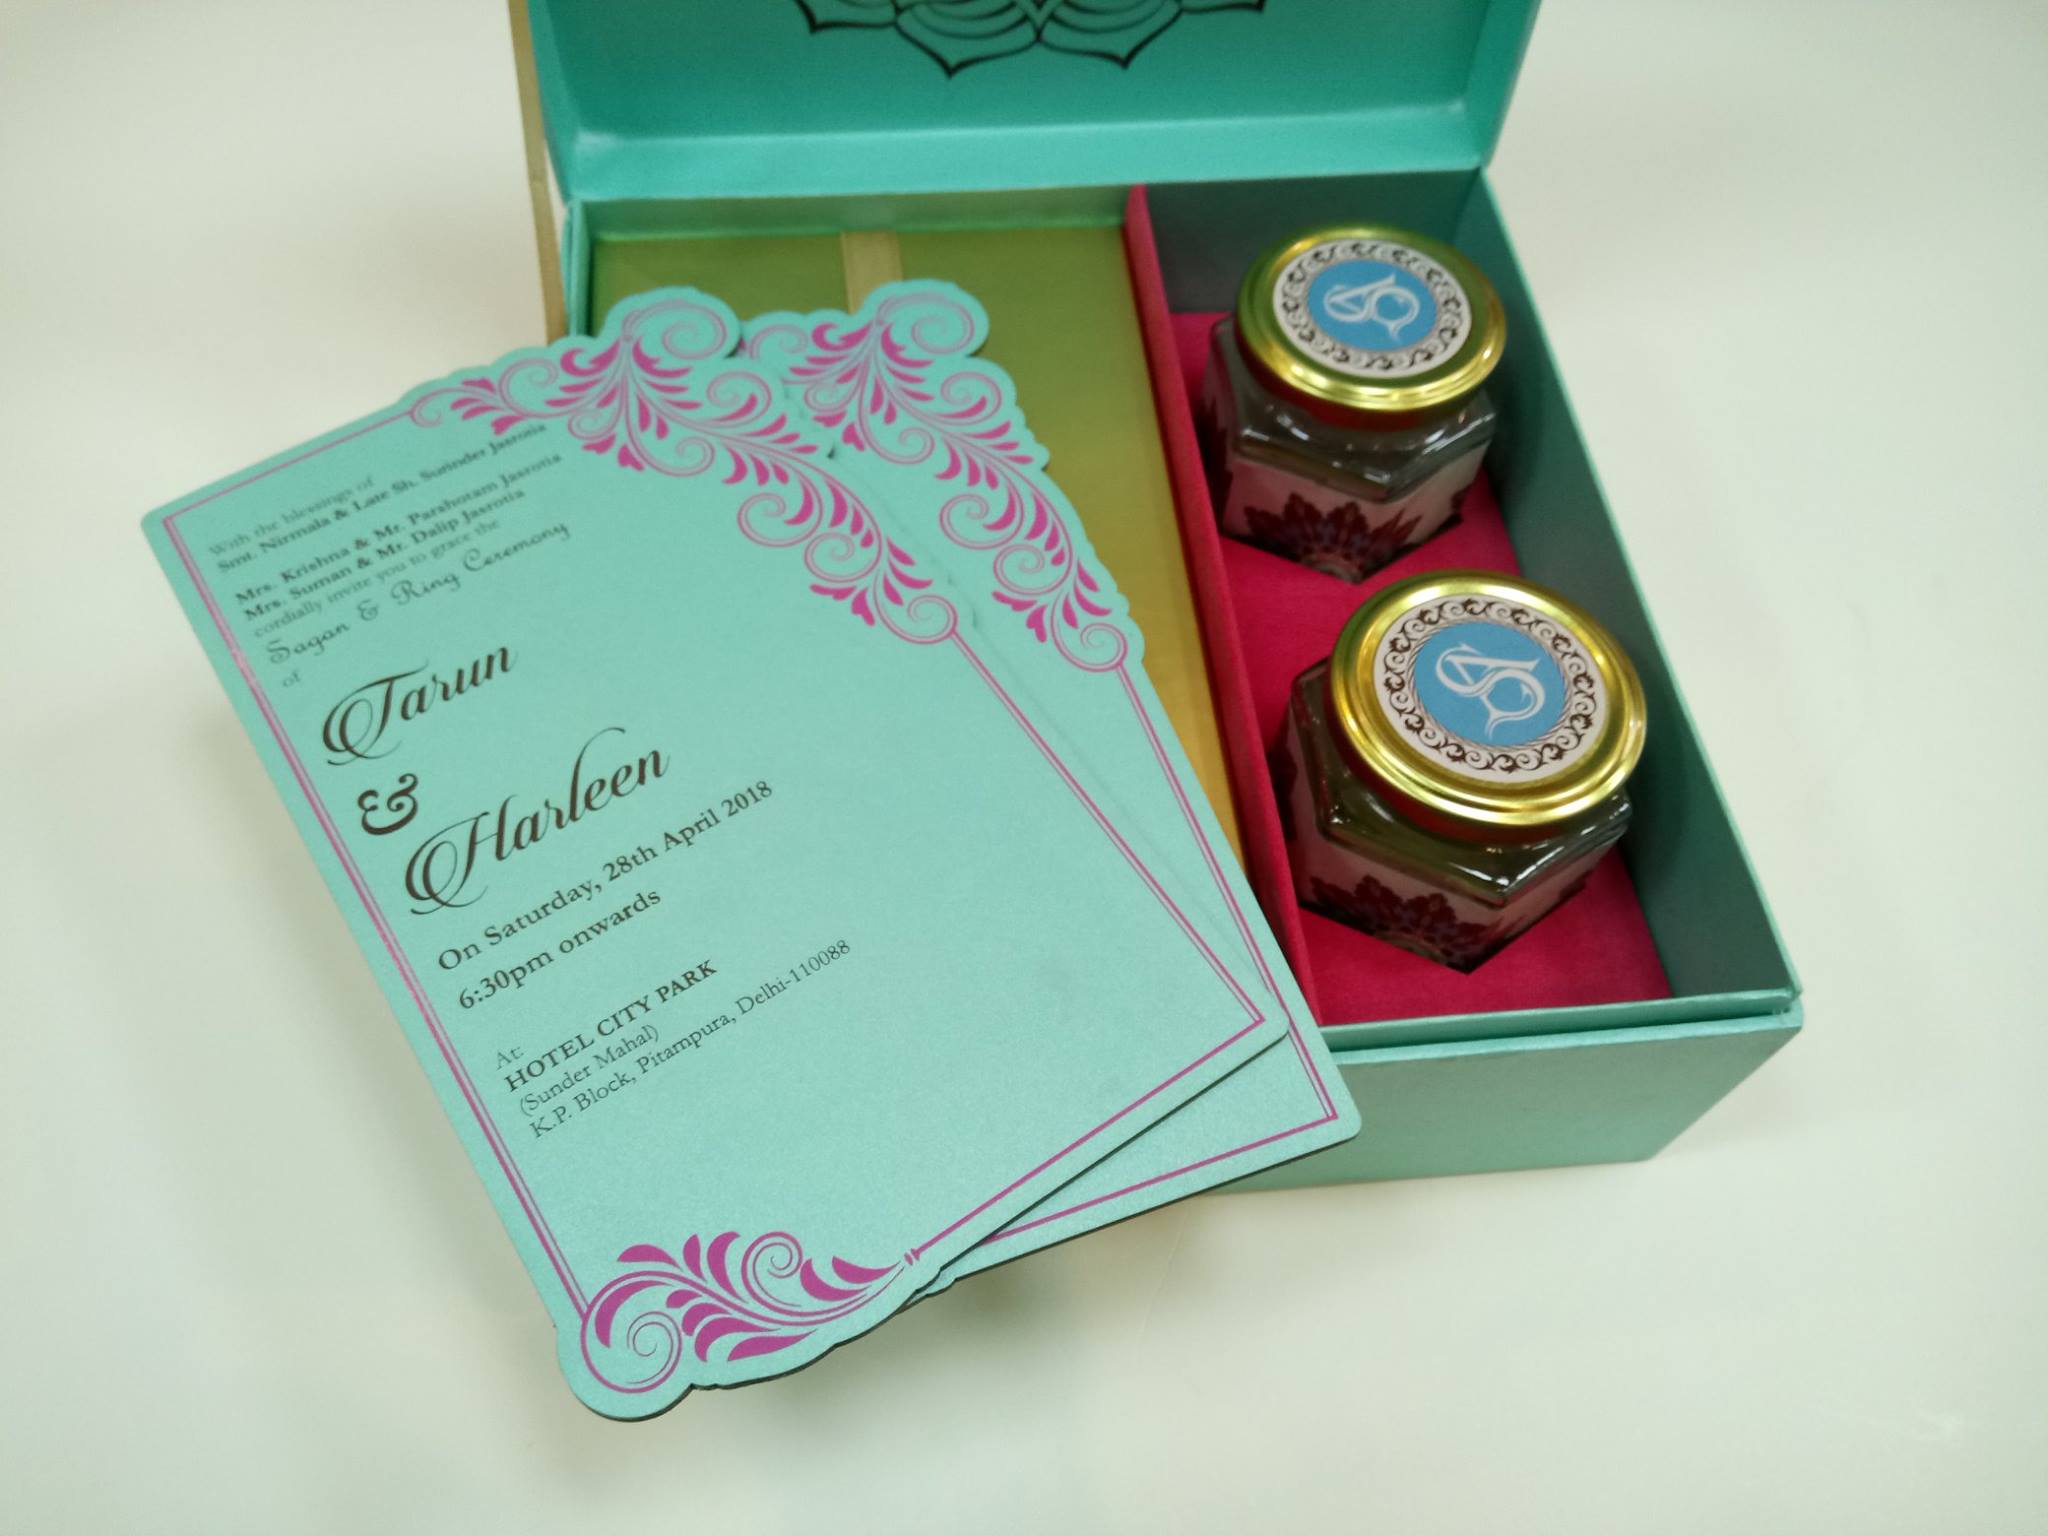 With the blessings of
Smt. Nirmala & Late Sh. Surinder Jasrotia
Mrs. Krishna & Mr. Parshotam Jasrotia
Mrs. Suman & Mr. Dalip Jasrotia
cordially invite you to grace the
Sagan & Ring Ceremony
of
Tarun
&
Harleen
On Saturday, 28th April 2018
6:30pm onwards
At:
HOTEL CITY PARK
(Sunder Mahal)
K.P. Block, Pitampura, Delhi-110088